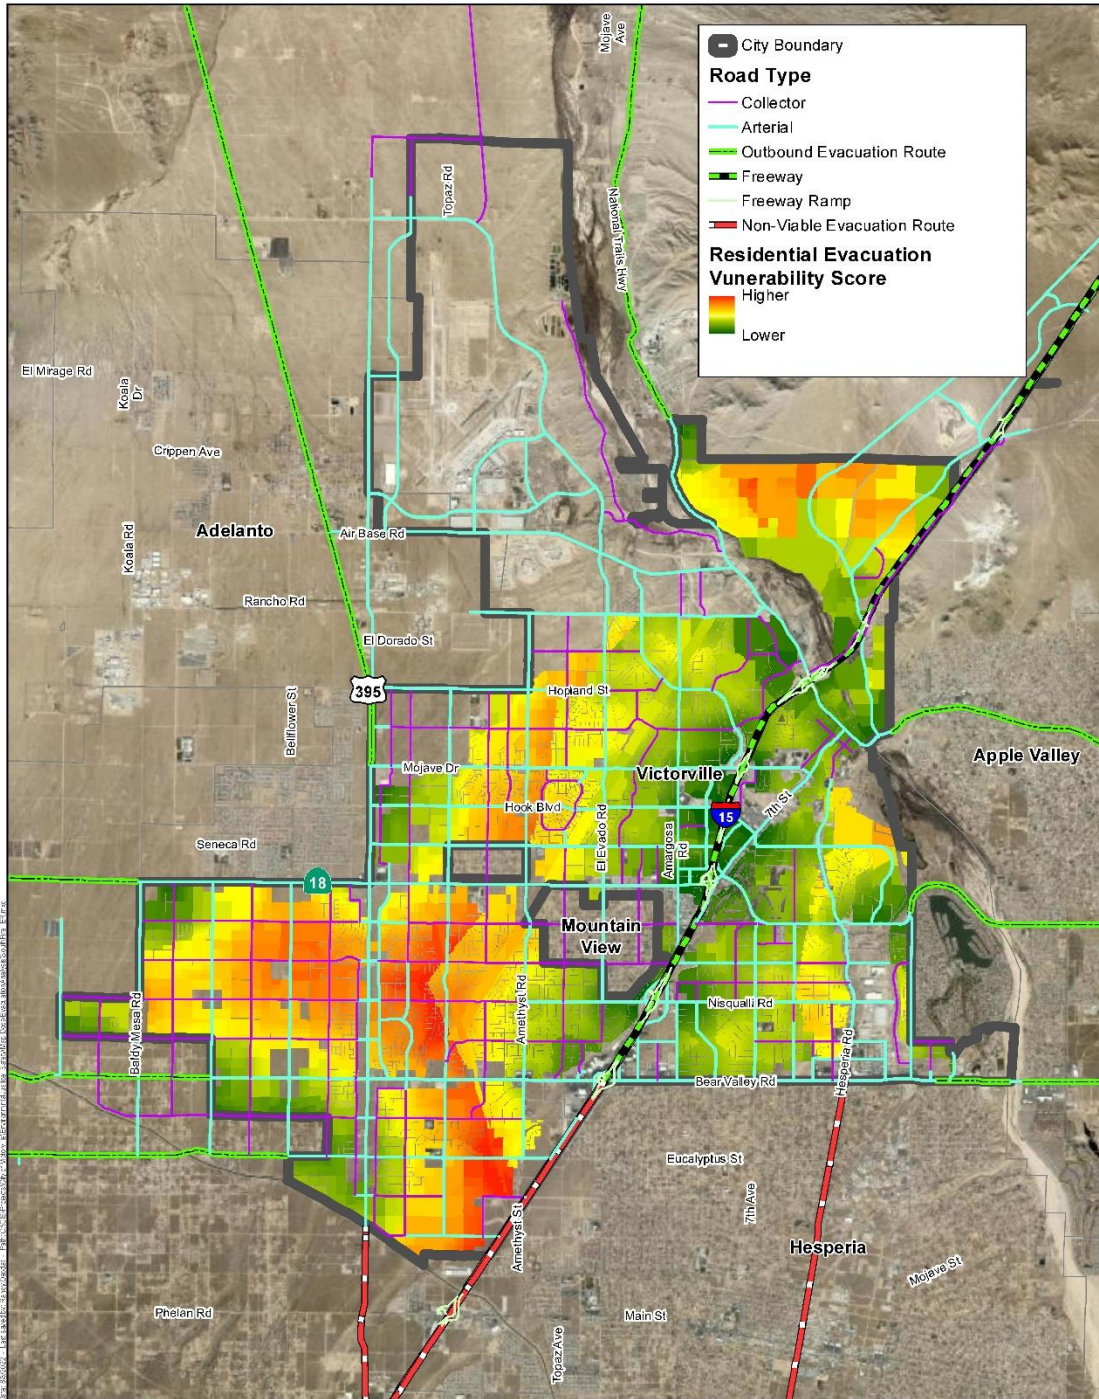 Mojave
Ave
City Boundary
Road Type
Collector
Arterial
Outbound Evacuation Route
Freeway
Freeway Ramp
Non-Viable Evacuation Route
Residential Evacuation
Vunerability Score
Higher
Lower
Topaz Rd
National Trails Hwy
El Mirage Rd
Koala
Dr
Crippen Ave
Adelanto
Air Base Rd
Koala Rd
Rancho Rd
El Dorado St
395
Hopland St
Bellflower St
Apple Valley
Mojave Dr
Victorville
Hook Blvd
El Evado Rd
Amargosa
Rd
15
7th St
Seneca Rd
18
Mountain
View
Amethyst Rd
Nisqualli Rd
Baldy Mesa Rd
Hesperia Rd
Bear Valley Rd
Eucalyptus St
7th Ave
Amethyst St
Hesperia
Mojave St
Phelan Rd
Main St
Topaz Ave